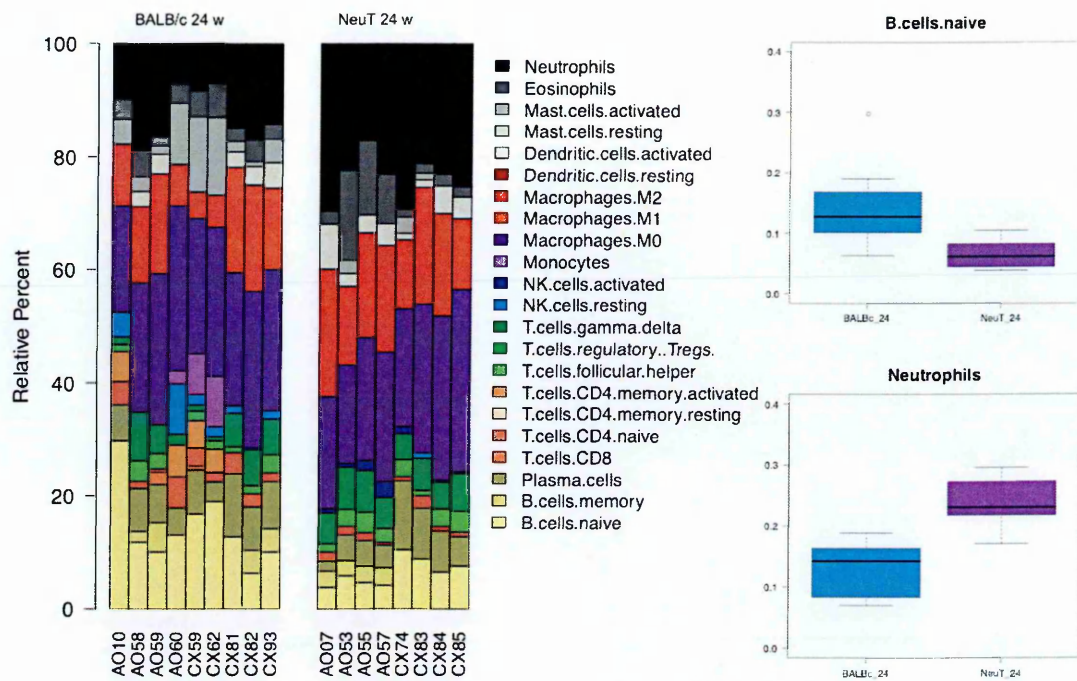 BALB/c 24 w
NeuT 24 w
Relative Percent
100
80
60
40
20
0
AO10
AO58
AO59
AO60
CX59
CX62
CX81
CX82
CX93
AO07
AO53
AO55
AO57
CX74
CX83
CX84
CX85
Neutrophils
Eosinophils
Mast.cells.activated
Mast.cells.resting
Dendritic.cells.activated
Dendritic.cells.resting
Macrophages.M2
Macrophages.M1
Macrophages.M0
Monocytes
NK.cells.activated
NK.cells.resting
T.cells.gamma.delta
T.cells.regulatory..Tregs.
T.cells.follicular.helper
T.cells.CD4.memory.activated
T.cells.CD4.memory.resting
T.cells.CD4.naive
T.cells.CD8
Plasma.cells
B.cells.memory
B.cells.naive
B.cells.naive
0.4
0.3
0.2
0.1
0.0
BALBc_24
NeuT_24
Neutrophils
0.4
0.3
0.2
0.1
0.0
BALBc_24
NeuT_24